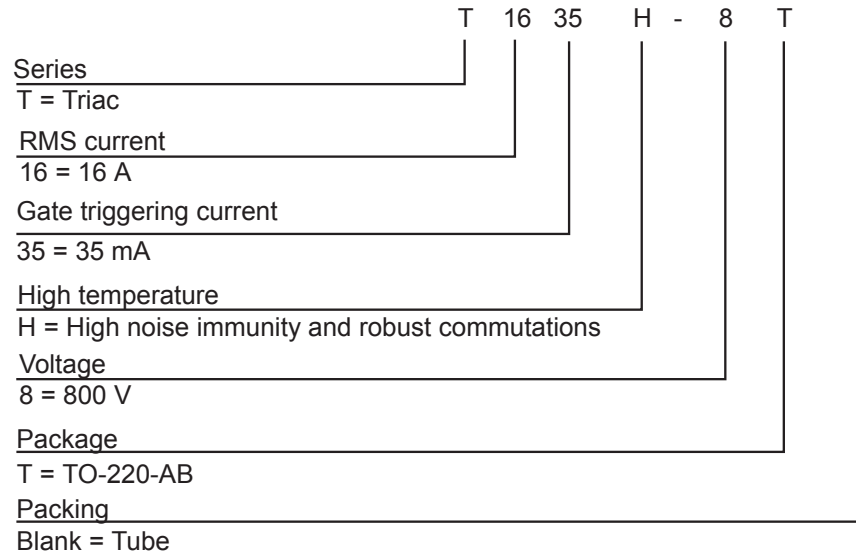 T 16 35 H - 8 T
Series
T = Triac
RMS current
16 = 16 A
Gate triggering current
35 = 35 mA
High temperature
H = High noise immunity and robust commutations
Voltage
8 = 800 V
Package
T = TO-220-AB
Packing
Blank = Tube